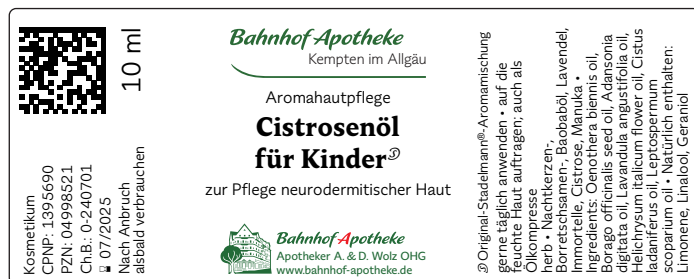 10 ml
Kosmetikum
CPNP: 1395690
PZN: 04998521
Ch.B.: 0-240701
07/2025
Nach Anbruch
alsbald verbrauchen
Bahnhof Apotheke
Kempten im Allgäu
Aromahautpflege
Cistrosenöl
für Kinder
zur Pflege neurodermitischer Haut
Bahnhof Apotheke
Apotheker A. & D. Wolz OHG
www.bahnhof-apotheke.de
Original-Stadelmann®-Aromamischung
gerne täglich anwenden • auf die
feuchte Haut auftragen; auch als
Ölkompresse
herb • Nachtkerzen-,
Borretschsamen-, Baobaböl, Lavendel,
Immortelle, Cistrose, Manuka •
Ingredients: Oenothera biennis oil,
Borago officinalis seed oil, Adansonia
digitata oil, Lavandula angustifolia oil,
Helichrysum italicum flower oil, Cistus
ladaniferus oil, Leptospermum
scoparium oil • Natürlich enthalten:
Limonene, Linalool, Geraniol